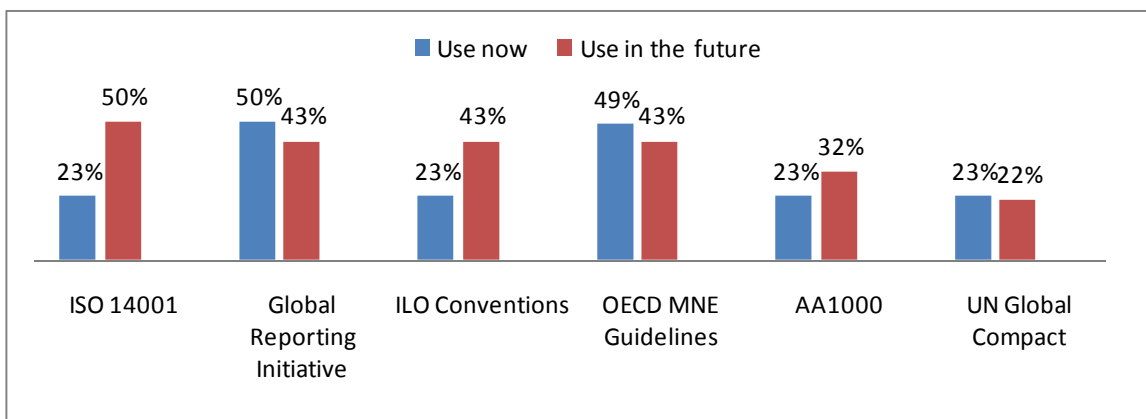 Use now Use in the future
50% 50% 49%
43% 43% 43%
32%
23% 23% 23% 23% 22%
ISO 14001 Global ILO Conventions OECD MNE AA1000 UN Global
Reporting Guidelines Compact
Initiative